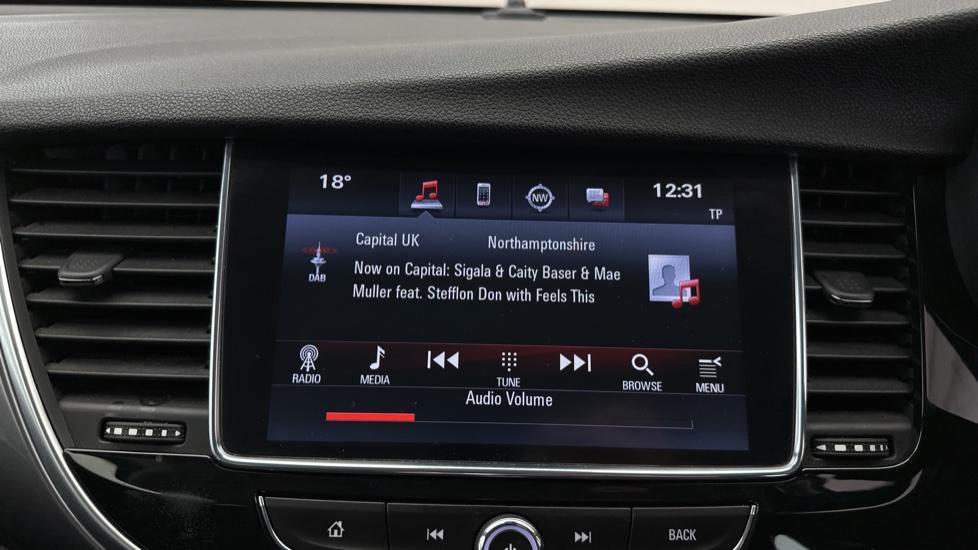 18°
NW
12:31
TP
DAB
Capital UK
Northamptonshire
Now on Capital: Sigala & Caity Baser & Mae
Muller feat. Stefflon Don with Feels This
RADIO
MEDIA
TUNE
BROWSE
MENU
Audio Volume
BACK